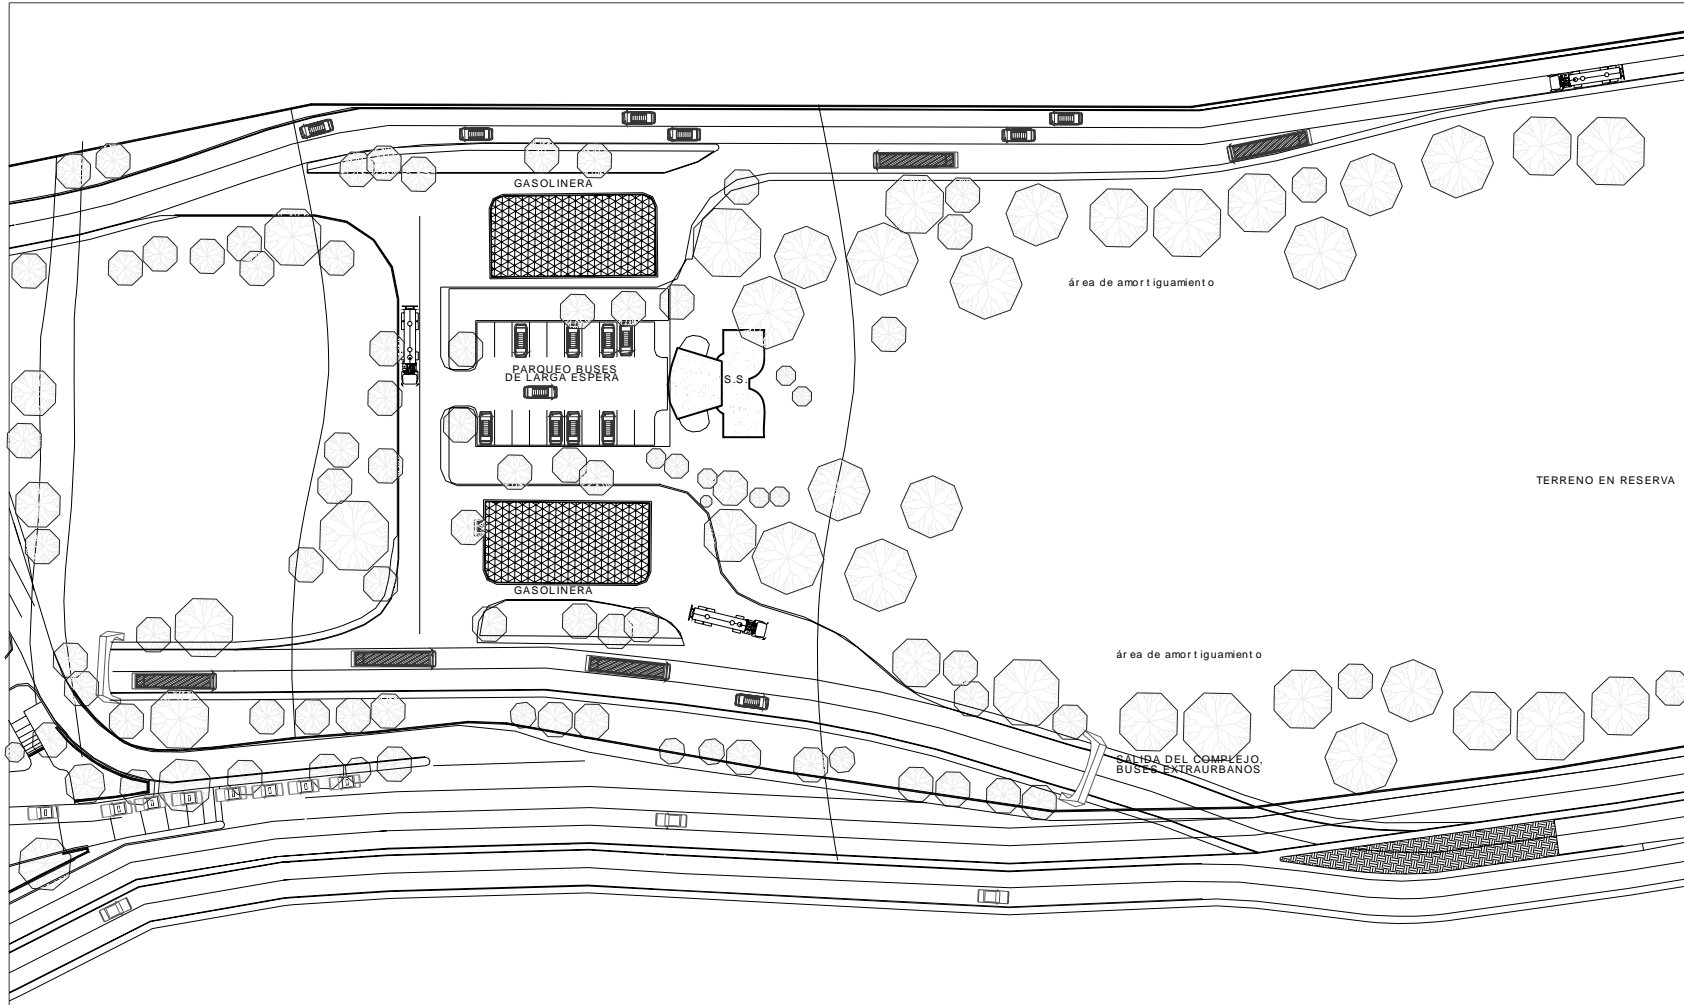 GASOLINERA
área de amortiguamiento
PARQUEO BUSES
DE LARGA ESPERA
S.S.
TERRENO EN RESERVA
GASOLINERA
área de amortiguamiento
SALIDA DEL COMPLEJO,
BUSES EXTRAURBANOS